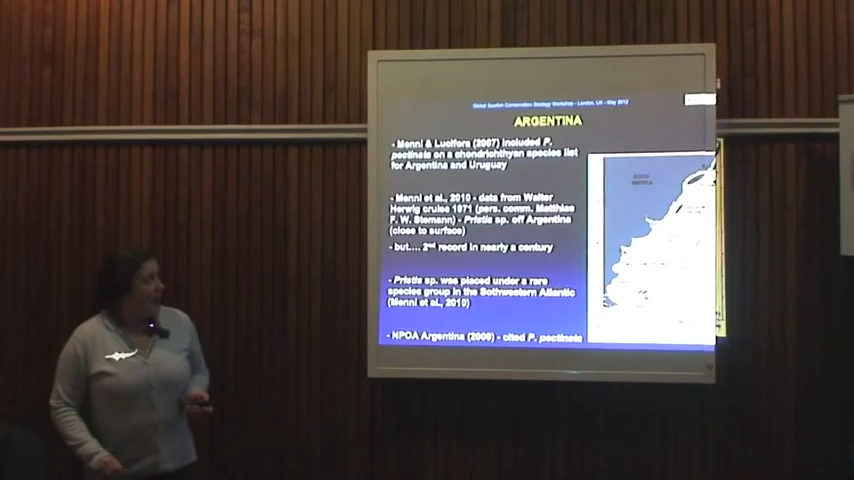 Global Sawfish Conservation Strategy Workshop - London, UK - May 2012
ARGENTINA
- Menni & Lucifora (2007) included P.
pectinata on a chondrichthyan species list
for Argentina and Uruguay
- Menni et al., 2010 - data from Walter
Herwig cruise 1971 (pers. comm. Matthias
F. W. Stemann) - Pristis sp. off Argentina
(close to surface)
- but.... 2nd record in nearly a century
- Pristis sp. was placed under a rare
species group in the Sothwestern Atlantic
(Menni et al., 2010)
- NPOA Argentina (2009) - cited P. pectinata